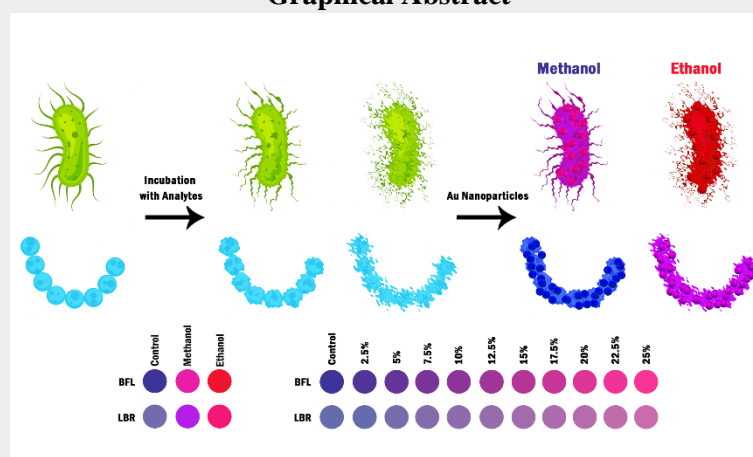 Graphical Abstract
Methanol
Ethanol
Incubation
with Analytes
Au Nanoparticles
Control
Methanol
Ethanol
Control
2.5%
5%
7.5%
10%
12.5%
15%
17.5%
20%
22.5%
25%
BFL
BFL
LBR
LBR